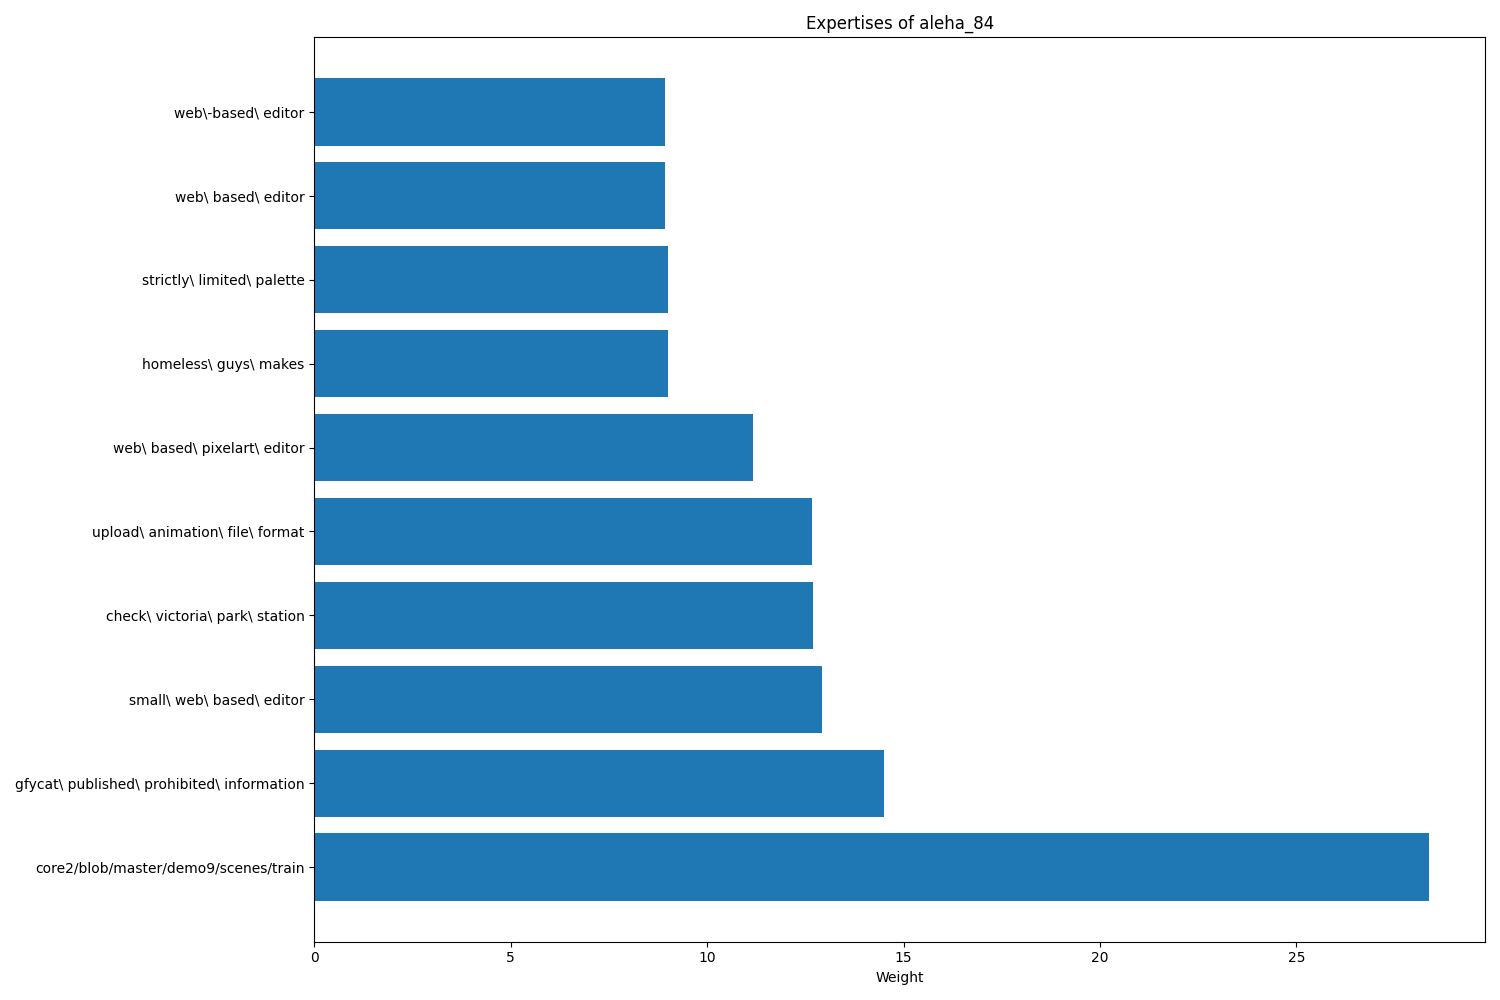 Expertises of aleha_84
web\-based\ editor
web\ based\ editor
strictly\ limited\ palette
homeless\ guys\ makes
web\ based\ pixelart\ editor
upload\ animation\ file\ format
check\ victoria\ park\ station
small\ web\ based\ editor
gfycat\ published\ prohibited\ information
core2/blob/master/demo9/scenes/train
0 5 10 15 20 25
Weight